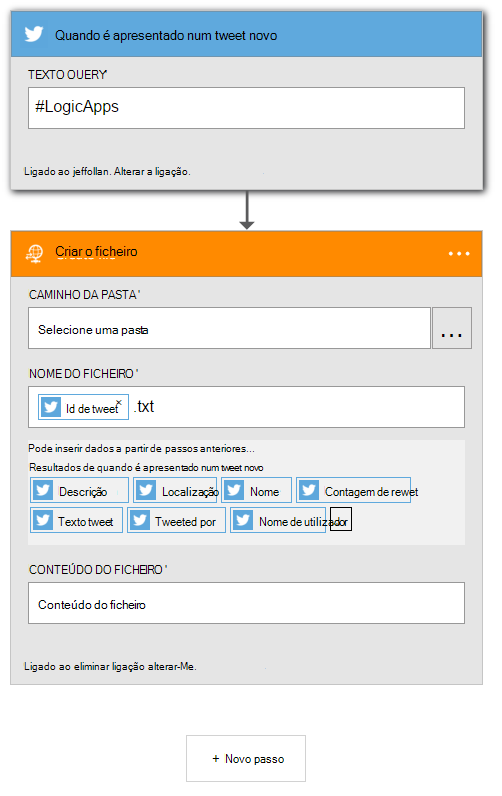 Quando é apresentado num tweet novo
TEXTO QUERY'
#LogicApps
Ligado ao jeffollan. Alterar a ligação.
Criar o ficheiro
...
CAMINHO DA PASTA'
Selecione uma pasta
...
NOME DO FICHEIRO'
Id de tweet × .txt
Pode inserir dados a partir de passos anteriores...
Resultados de quando é apresentado num tweet novo
Descrição Localização Nome Contagem de rewet
Texto tweet Tweeted por Nome de utilizador
CONTEÚDO DO FICHEIRO'
Conteúdo do ficheiro
Ligado ao eliminar ligação alterar-Me.
+ Novo passo